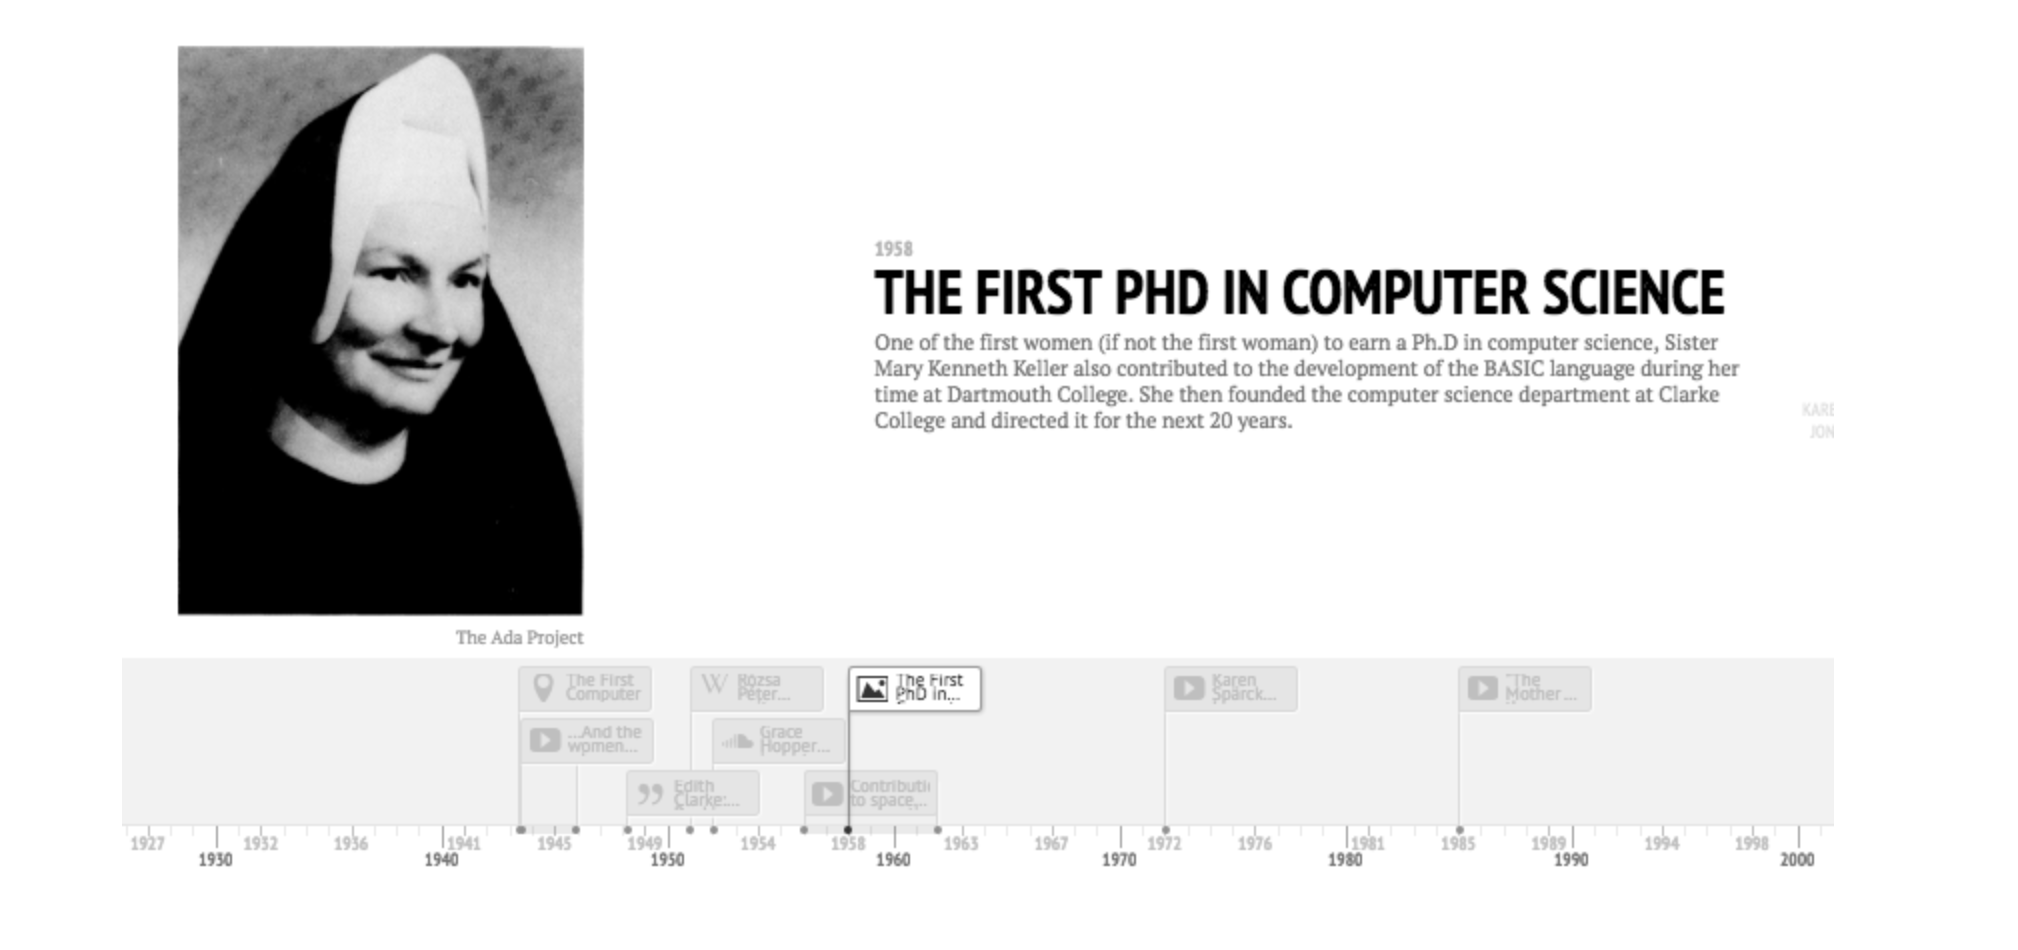 1958
THE FIRST PHD IN COMPUTER SCIENCE
One of the first women (if not the first woman) to earn a Ph.D in computer science, Sister
Mary Kenneth Keller also contributed to the development of the BASIC language during her
time at Dartmouth College. She then founded the computer science department at Clarke
College and directed it for the next 20 years.
KARE
JON
The Ada Project
The First
Computer
W Rózsa
Péter...
The First
PhD in...
Karen
Spärck...
"The
Mother ...
...And the
women...
Grace
Hopper...
Edith
Clarke:...
Contributi
to space,...
1927 1932 1936 1941 1945 1949 1954 1958 1963 1967 1972 1976 1981 1985 1989 1994 1998
1930 1940 1950 1960 1970 1980 1990 2000